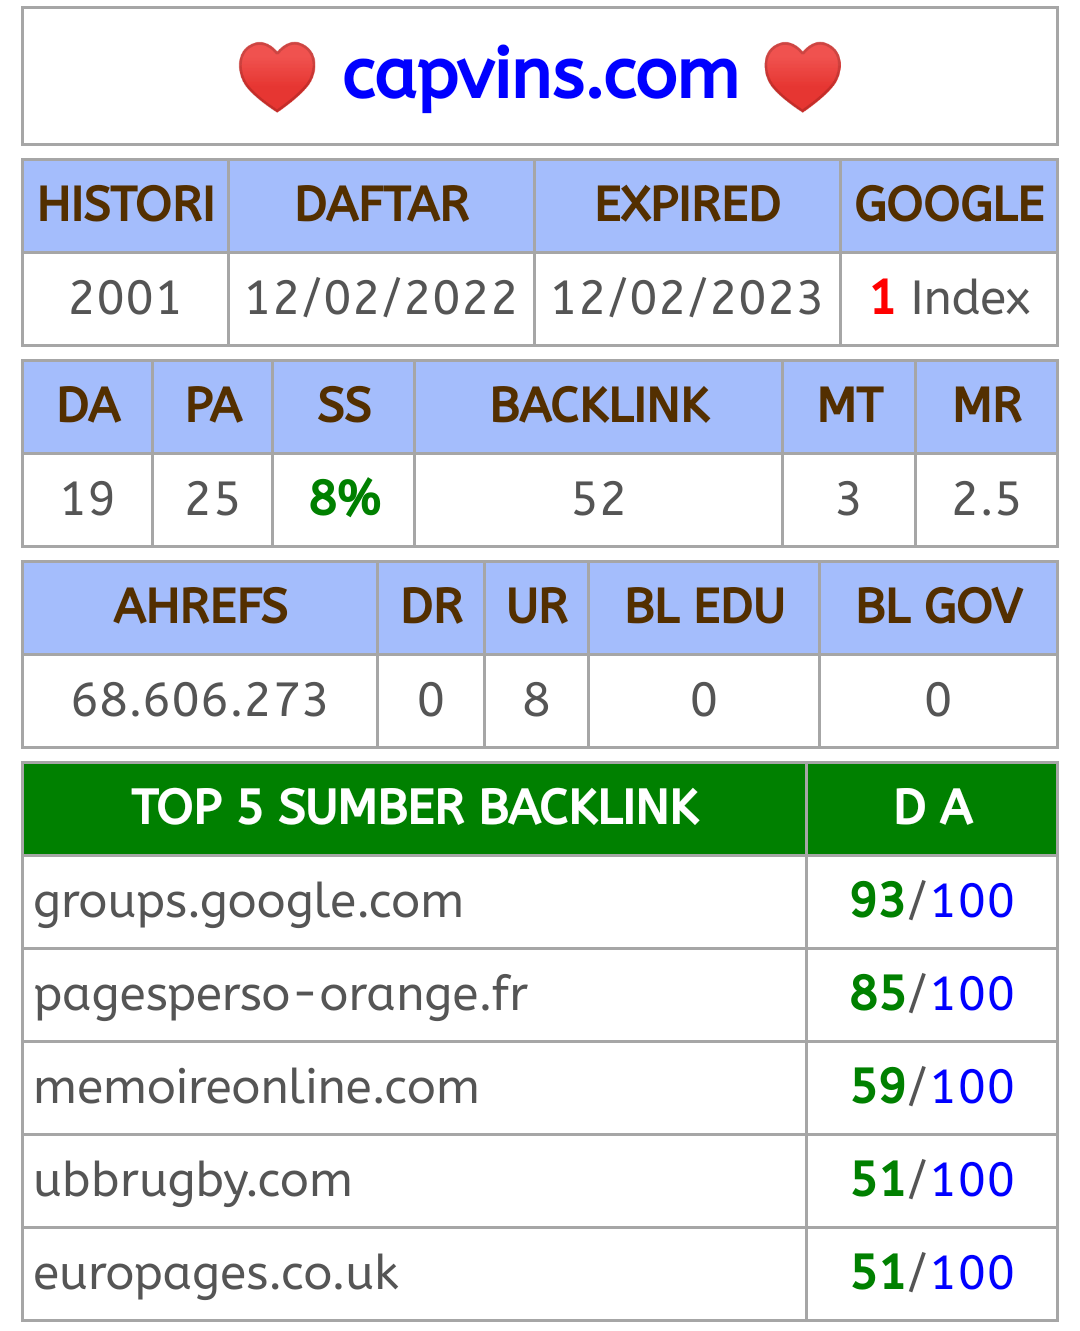 ❤️ capvins.com ❤️
HISTORI DAFTAR EXPIRED GOOGLE
2001 12/02/2022 12/02/2023 1 Index
DA PA SS BACKLINK MT MR
19 25 8% 52 3 2.5
AHREFS DR UR BL EDU BL GOV
68.606.273 0 8 0 0
TOP 5 SUMBER BACKLINK D A
groups.google.com 93/100
pagesperso-orange.fr 85/100
memoireonline.com 59/100
ubbrugby.com 51/100
europages.co.uk 51/100